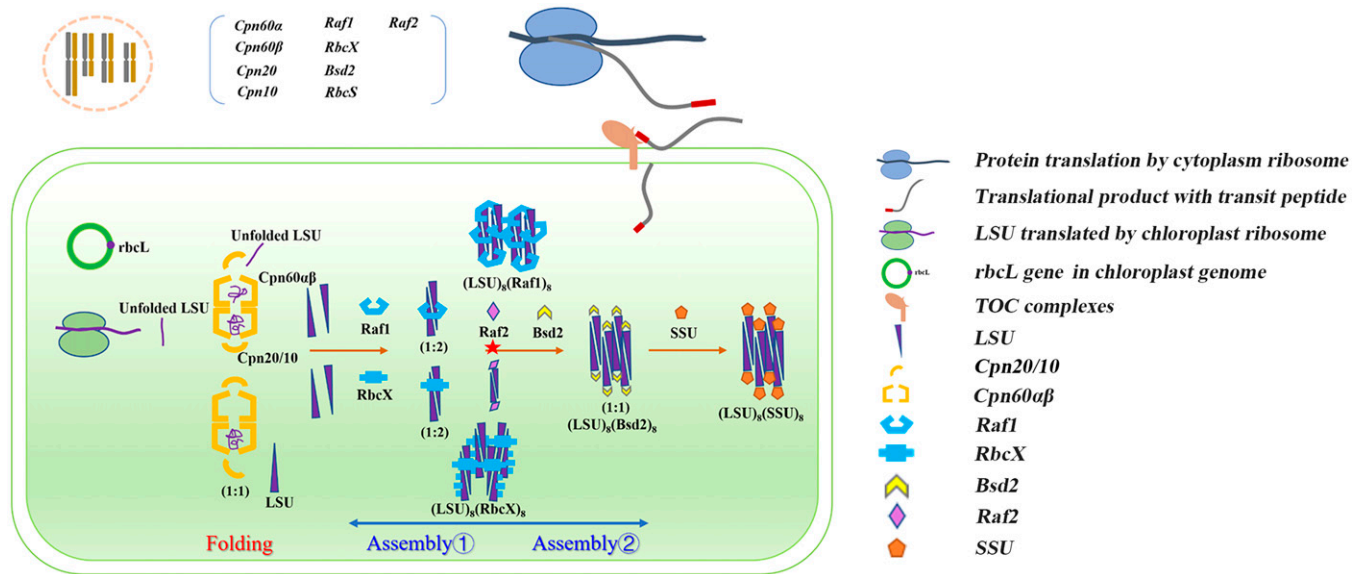 Cpn60α Raf1 Raf2
Cpn60β RbcX
Cpn20 Bsd2
Cpn10 RbcS
rbcL
Unfolded LSU
Unfolded LSU
Cpn60αβ
Cpn20/10
(1:1)
LSU
Raf1
RbcX
(1:2)
(1:2)
(LSU)₈(Raf1)₈
Raf2
Bsd2
(LSU)₈(RbcX)₈
(1:1)
(LSU)₈(Bsd2)₈
SSU
(LSU)₈(SSU)₈
Folding
Assembly①
Assembly②
Protein translation by cytoplasm ribosome
Translational product with transit peptide
LSU translated by chloroplast ribosome
rbcL
rbcL gene in chloroplast genome
TOC complexes
LSU
Cpn20/10
Cpn60αβ
Raf1
RbcX
Bsd2
Raf2
SSU